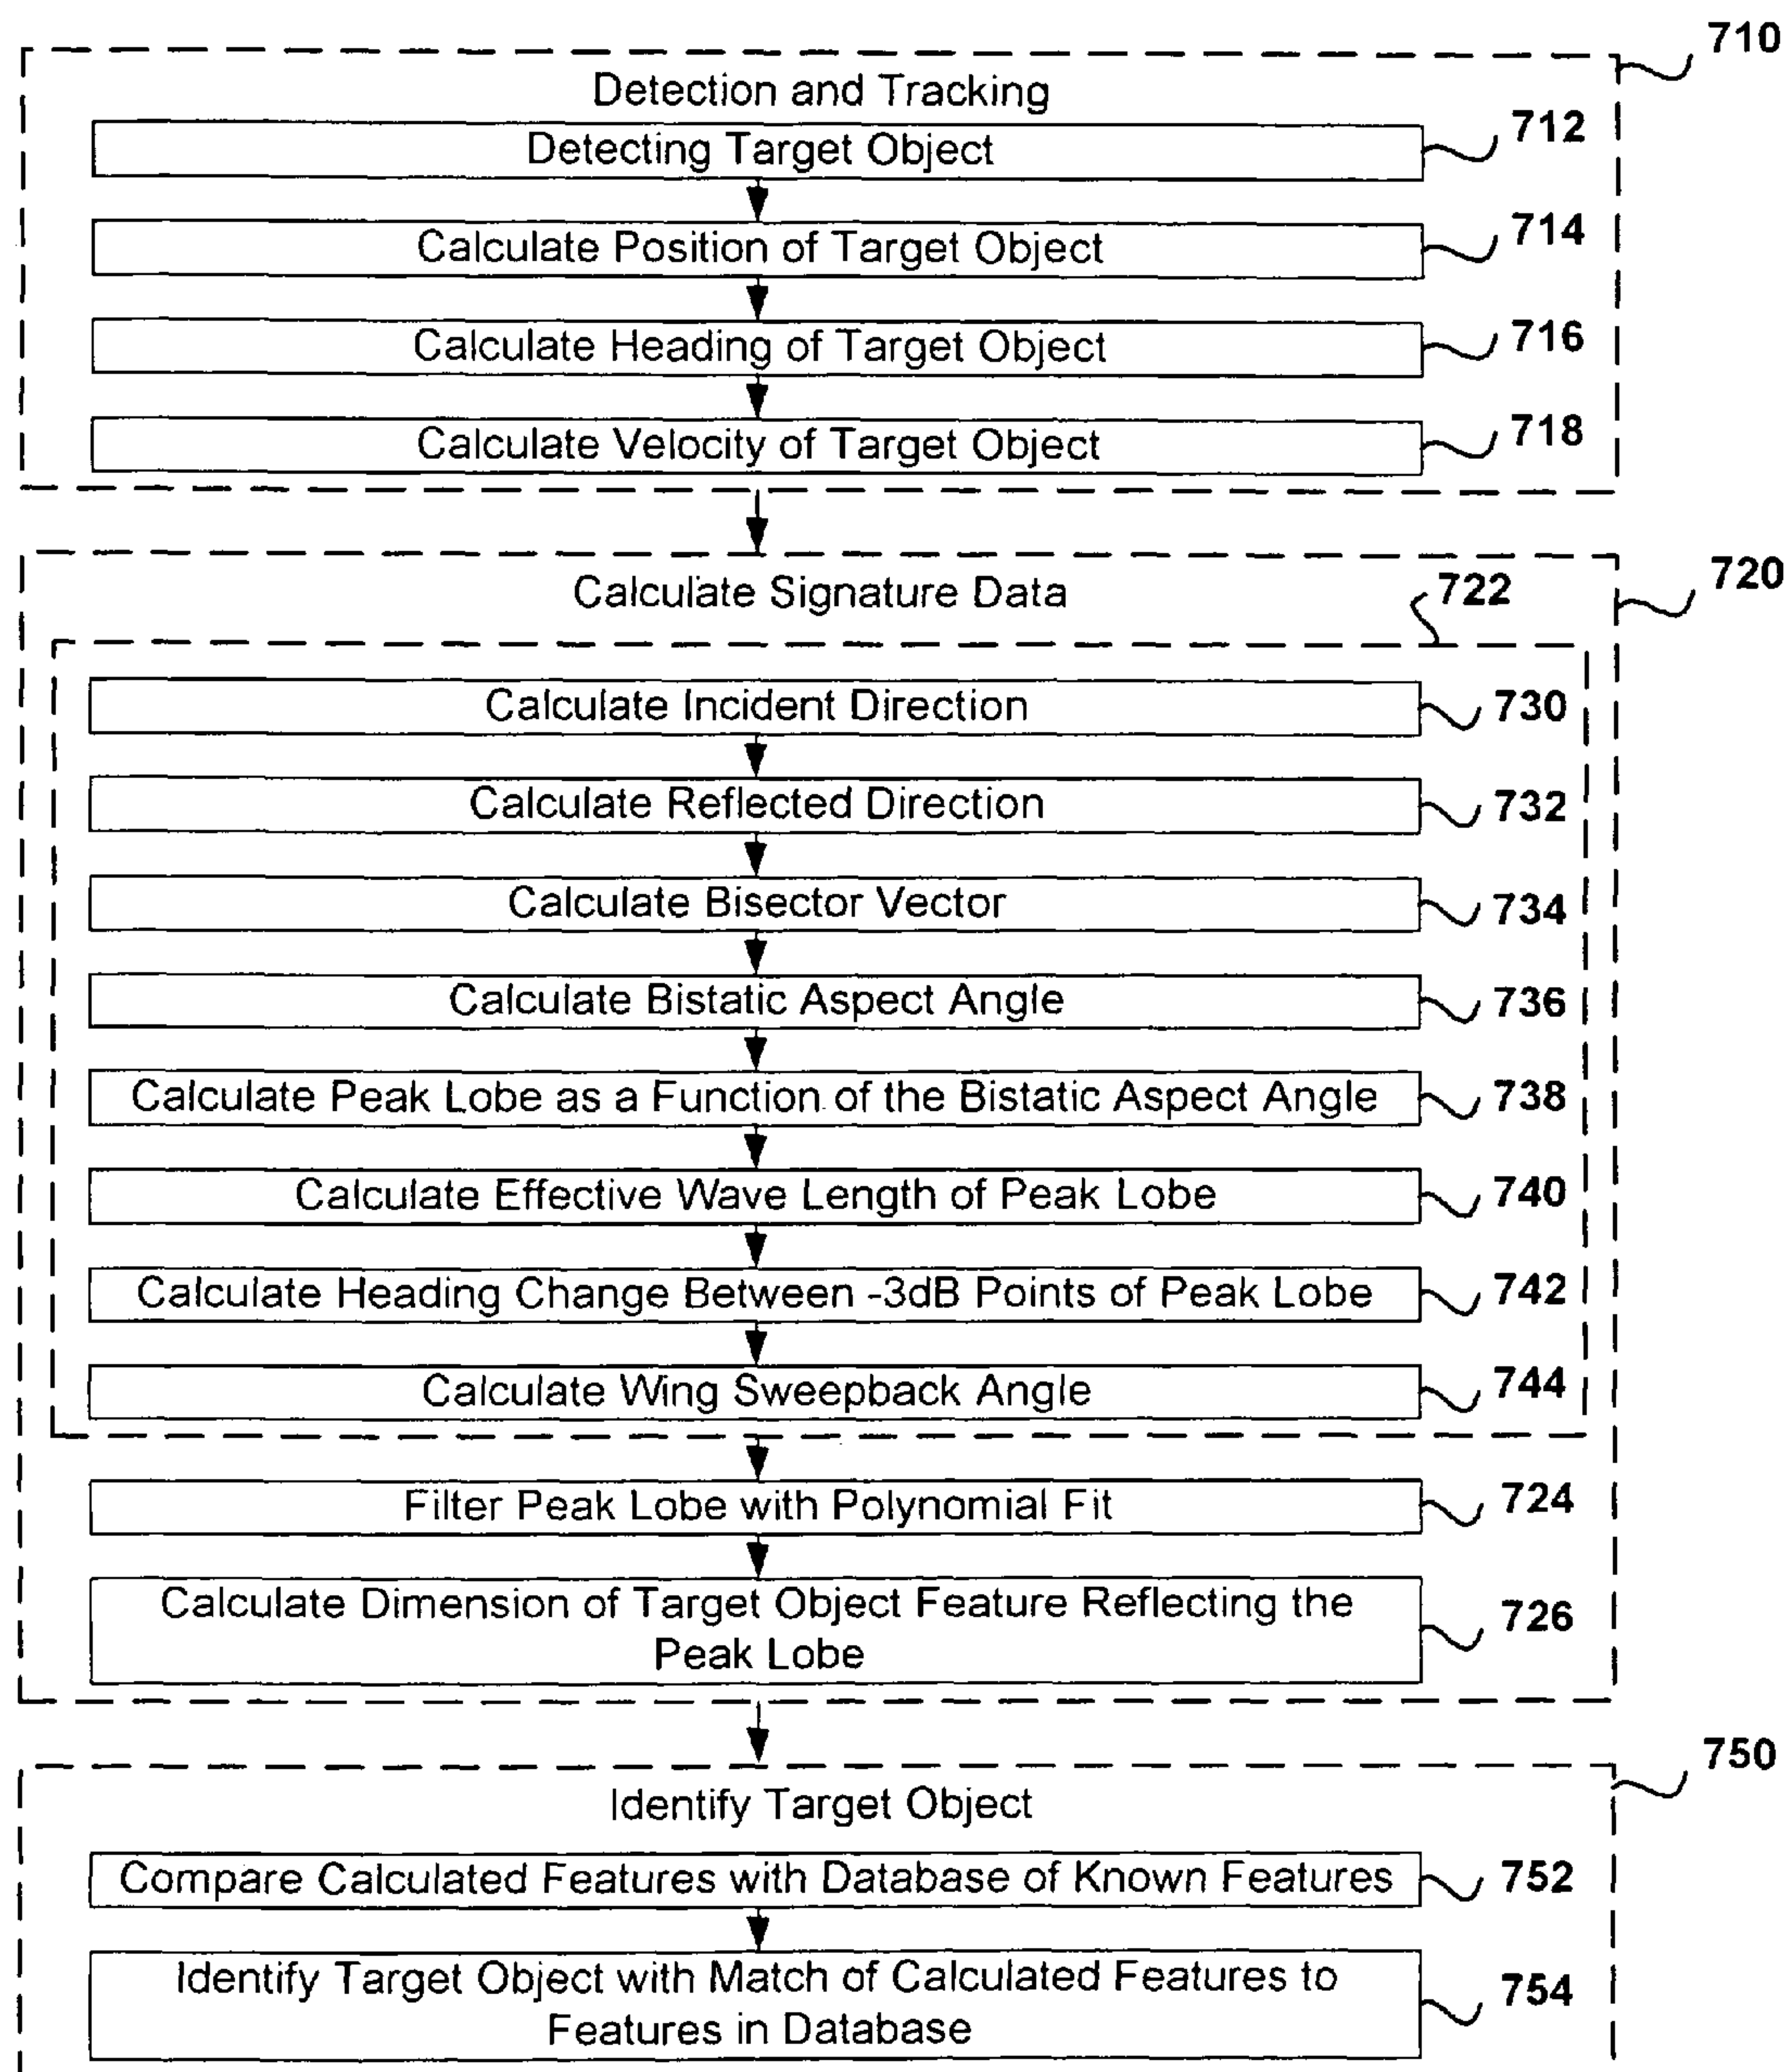 710
Detection and Tracking
Detecting Target Object
712
Calculate Position of Target Object
714
Calculate Heading of Target Object
716
Calculate Velocity of Target Object
718
720
Calculate Signature Data
722
Calculate Incident Direction
730
Calculate Reflected Direction
732
Calculate Bisector Vector
734
Calculate Bistatic Aspect Angle
736
Calculate Peak Lobe as a Function of the Bistatic Aspect Angle
738
Calculate Effective Wave Length of Peak Lobe
740
Calculate Heading Change Between -3dB Points of Peak Lobe
742
Calculate Wing Sweepback Angle
744
Filter Peak Lobe with Polynomial Fit
724
Calculate Dimension of Target Object Feature Reflecting the
Peak Lobe
726
750
Identify Target Object
Compare Calculated Features with Database of Known Features
752
Identify Target Object with Match of Calculated Features to
Features in Database
754